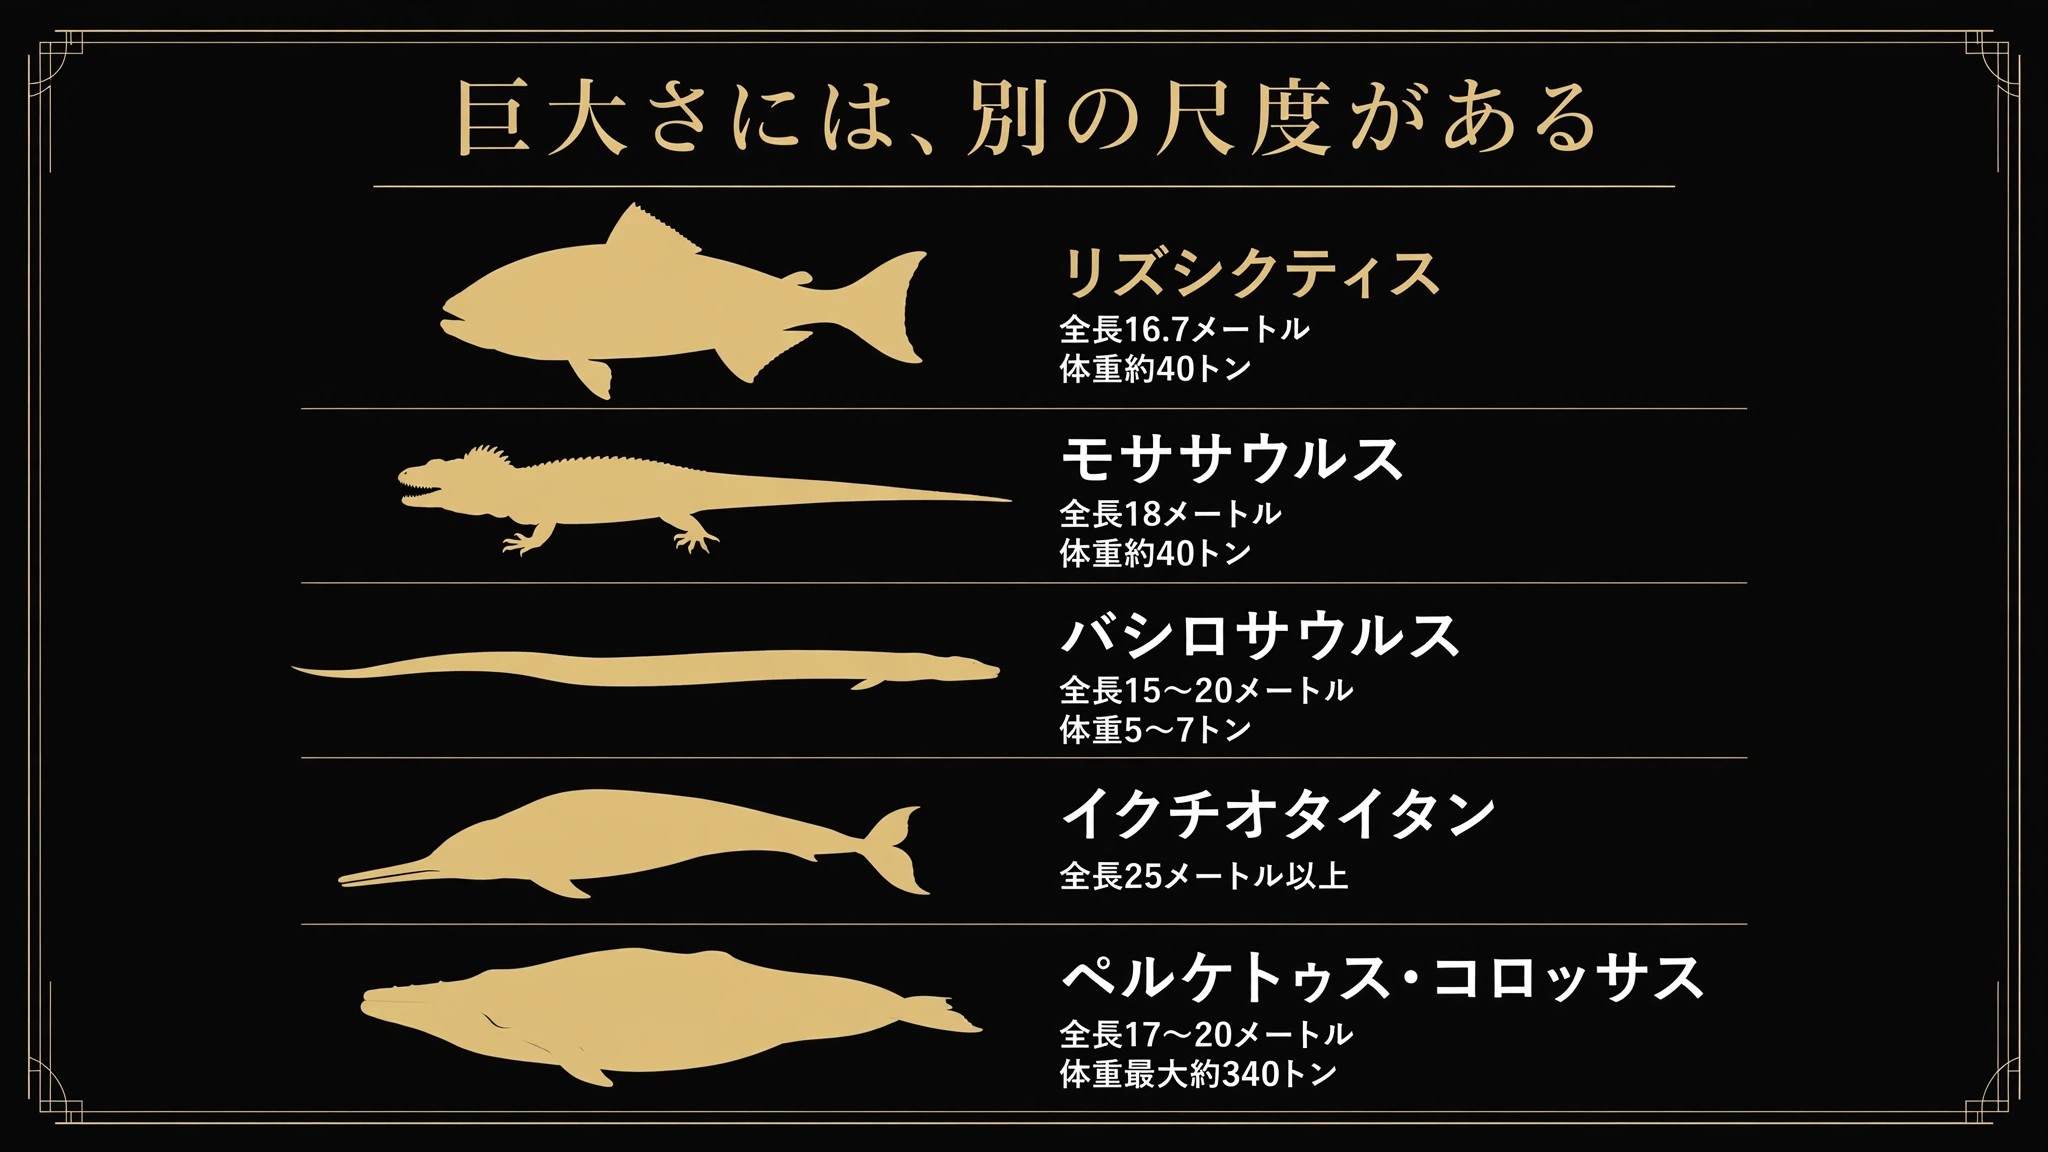 巨大さには、別の尺度がある
リズシクティス
全長16.7メートル
体重約40トン
モササウルス
全長18メートル
体重約40トン
バシロサウルス
全長15～20メートル
体重5～7トン
イクチオタイタン
全長25メートル以上
ペルケトゥス・コロッサス
全長17～20メートル
体重最大約340トン